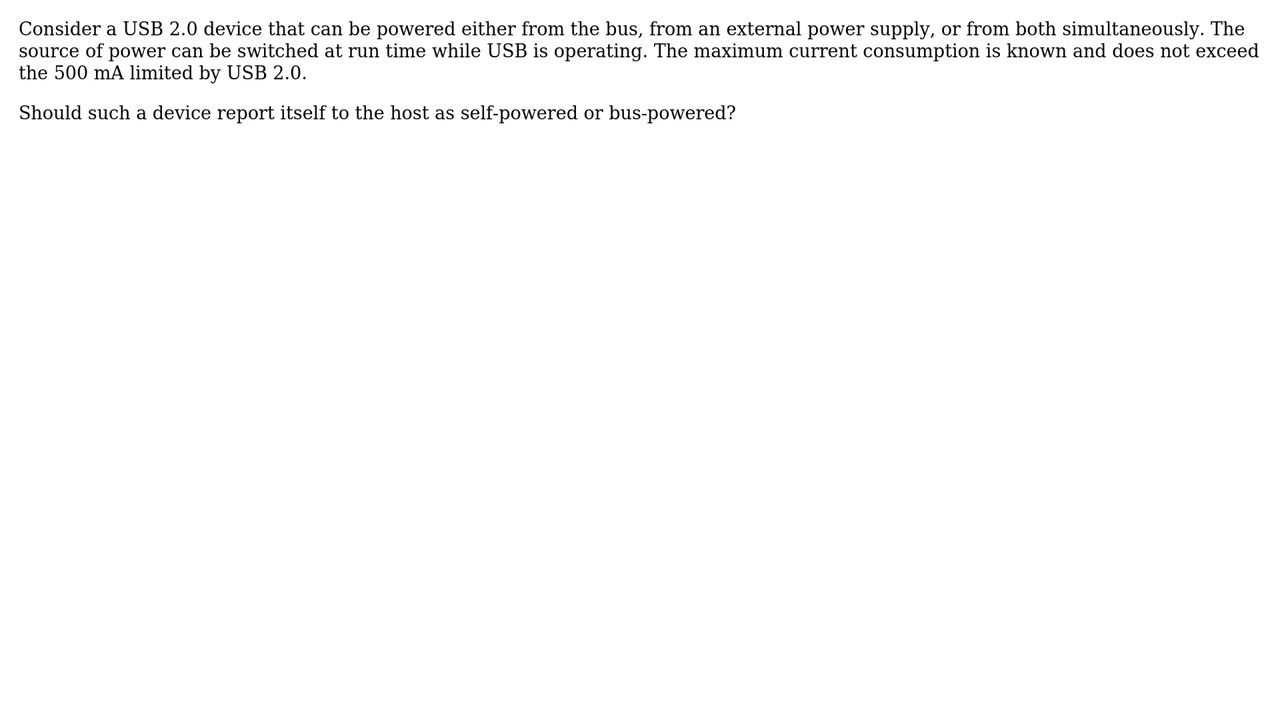 Consider a USB 2.0 device that can be powered either from the bus, from an external power supply, or from both simultaneously. The
source of power can be switched at run time while USB is operating. The maximum current consumption is known and does not exceed
the 500 mA limited by USB 2.0.
Should such a device report itself to the host as self-powered or bus-powered?